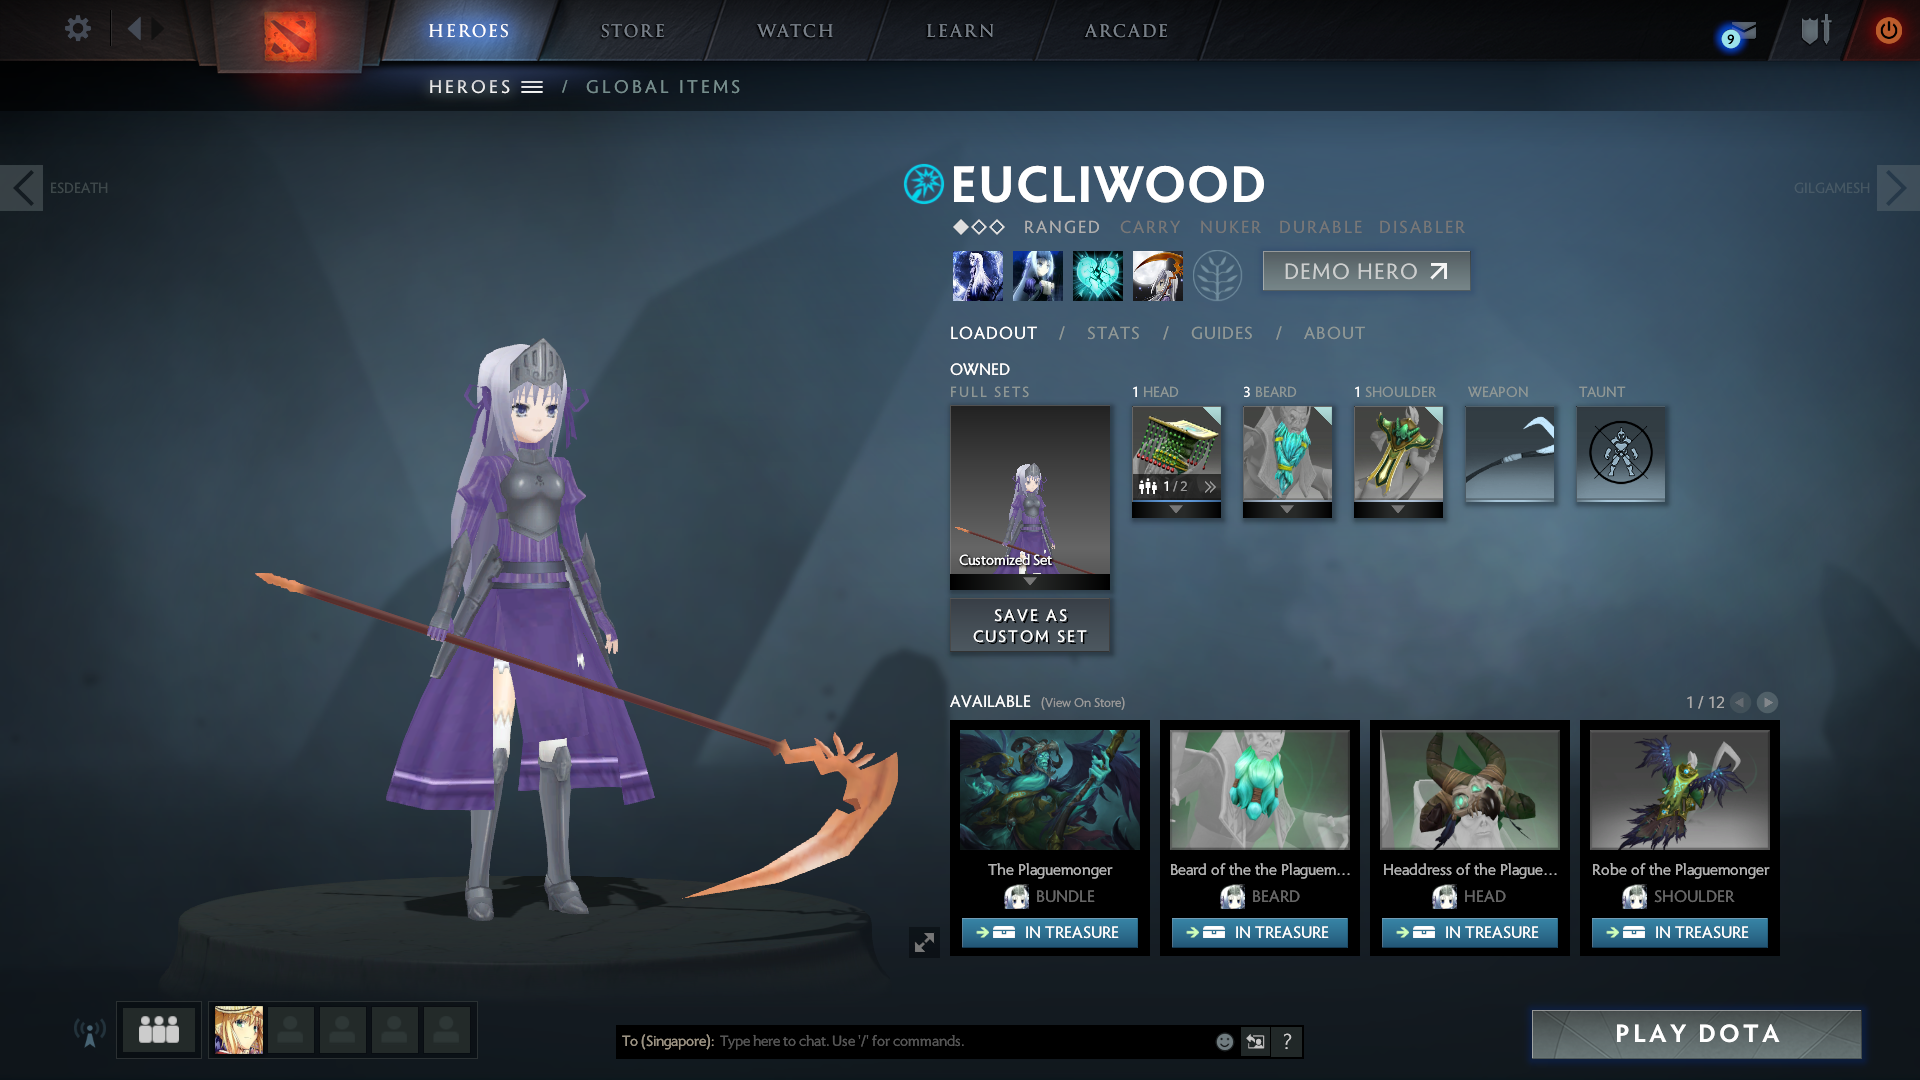 HEROES
STORE
WATCH
LEARN
ARCADE
9
HEROES / GLOBAL ITEMS
ESDEATH
EUCLIWOOD
GILGAMESH
RANGED CARRY NUKER DURABLE DISABLER
DEMO HERO
LOADOUT / STATS / GUIDES / ABOUT
OWNED
FULL SETS
1 HEAD
3 BEARD
1 SHOULDER
WEAPON
TAUNT
1 / 2
Customized Set
SAVE AS
CUSTOM SET
AVAILABLE (View On Store)
1 / 12
The Plaguemonger
BUNDLE
IN TREASURE
Beard of the the Plaguem...
BEARD
IN TREASURE
Headdress of the Plague...
HEAD
IN TREASURE
Robe of the Plaguemonger
SHOULDER
IN TREASURE
To (Singapore): Type here to chat. Use '/' for commands.
?
PLAY DOTA